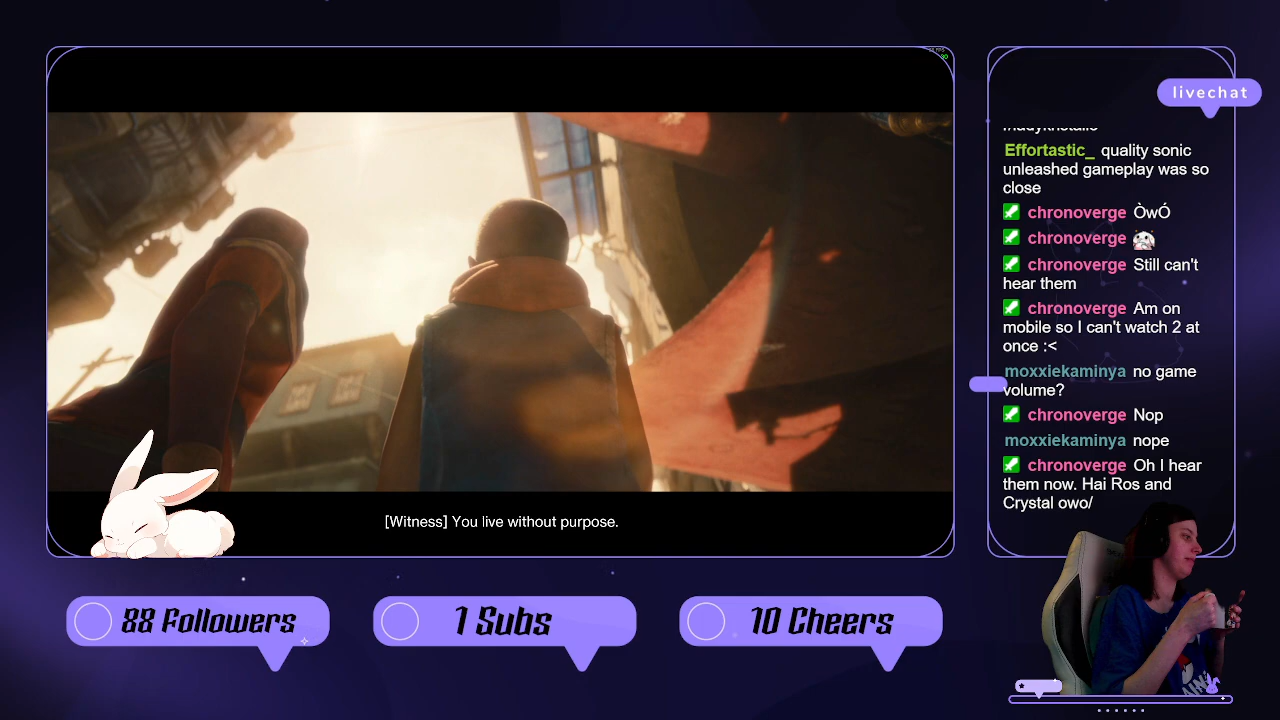 livechat
Effortastic_ quality sonic
unleashed gameplay was so
close
chronoverge ÒwÓ
chronoverge
chronoverge Still can't
hear them
chronoverge Am on
mobile so I can't watch 2 at
once :<
moxxiekaminya no game
volume?
chronoverge Nop
moxxiekaminya nope
chronoverge Oh I hear
them now. Hai Ros and
Crystal owo/
[Witness] You live without purpose.
88 Followers
1 Subs
10 Cheers